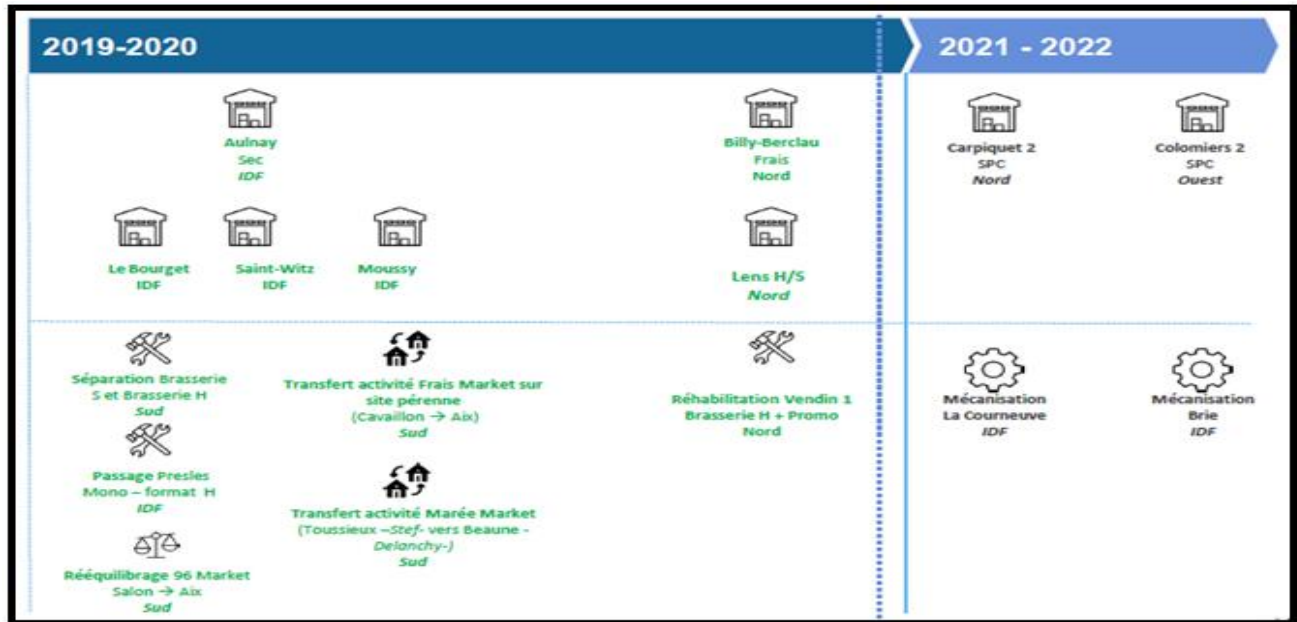 2019-2020
2021 - 2022
Aulnay
Sec
IDF
Billy-Berclau
Frais
Nord
Carpiquet 2
SPC
Nord
Colomiers 2
SPC
Ouest
Le Bourget
IDF
Saint-Witz
IDF
Moussy
IDF
Lens H/S
Nord
Séparation Brasserie
S et Brasserie H
Sud
Transfert activité Frais Market sur
site pérenne
(Cavaillon → Aix)
Sud
Réhabilitation Vendin 1
Brasserie H + Promo
Nord
Mécanisation
La Courneuve
IDF
Mécanisation
Brie
IDF
Passage Presles
Mono – format H
IDF
Transfert activité Marée Market
(Toussieux –Stef- vers Beaune -
Delanchy-)
Sud
Rééquilibrage 96 Market
Salon → Aix
Sud